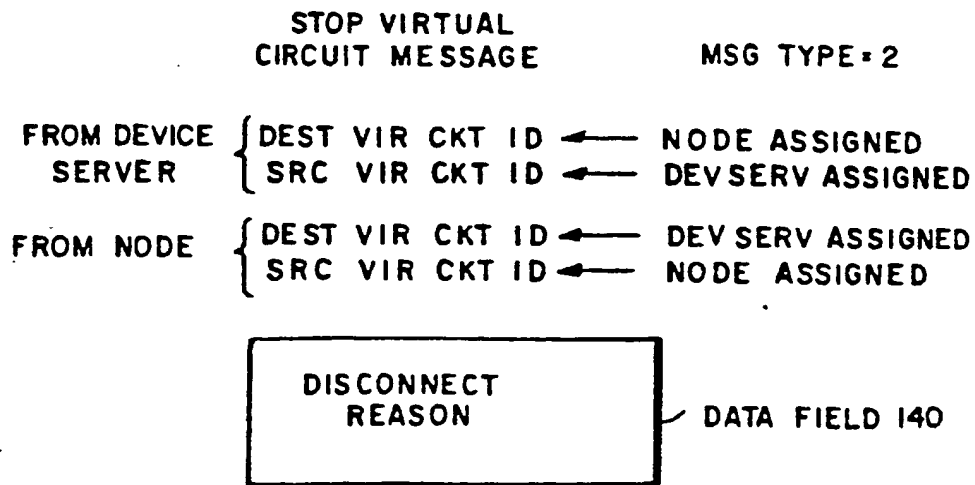 STOP VIRTUAL
CIRCUIT MESSAGE
MSG TYPE = 2
FROM DEVICE
SERVER
DEST VIR CKT ID
NODE ASSIGNED
SRC VIR CKT ID
DEVSERV ASSIGNED
FROM NODE
DEST VIR CKT ID
DEV SERV ASSIGNED
SRC VIR CKT ID
NODE ASSIGNED
DISCONNECT
REASON
DATA FIELD 140